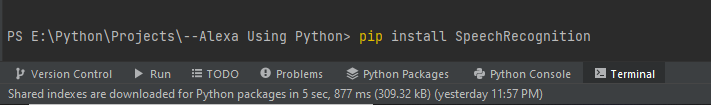 PS E:\Python\Projects\--Alexa Using Python> pip install SpeechRecognition
Version Control Run TODO Problems Python Packages Python Console Terminal
Shared indexes are downloaded for Python packages in 5 sec, 877 ms (309.32 kB) (yesterday 11:57 PM)